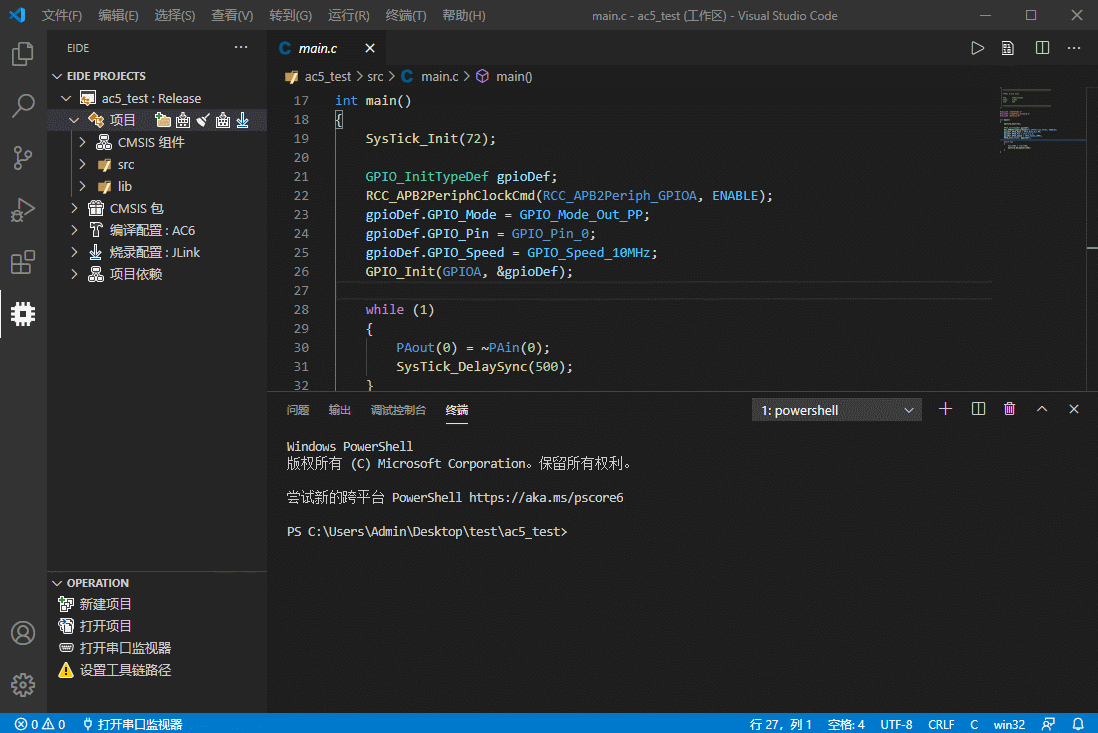 文件(F) 编辑(E) 选择(S) 查看(V) 转到(G) 运行(R) 终端(T) 帮助(H) main.c - ac5_test (工作区) - Visual Studio Code
EIDE
EIDE PROJECTS
ac5_test : Release
项目
CMSIS 组件
src
lib
CMSIS 包
编译配置 : AC6
烧录配置 : JLink
项目依赖
OPERATION
新建项目
打开项目
打开串口监视器
设置工具链路径
main.c
ac5_test > src > main.c > main()
17 int main()
18 {
19 SysTick_Init(72);
20
21 GPIO_InitTypeDef gpioDef;
22 RCC_APB2PeriphClockCmd(RCC_APB2Periph_GPIOA, ENABLE);
23 gpioDef.GPIO_Mode = GPIO_Mode_Out_PP;
24 gpioDef.GPIO_Pin = GPIO_Pin_0;
25 gpioDef.GPIO_Speed = GPIO_Speed_10MHz;
26 GPIO_Init(GPIOA, &gpioDef);
27
28 while (1)
29 {
30 PAout(0) = ~PAin(0);
31 SysTick_DelaySync(500);
32 }
问题 输出 调试控制台 终端 1: powershell
Windows PowerShell
版权所有 (C) Microsoft Corporation。保留所有权利。
尝试新的跨平台 PowerShell https://aka.ms/pscore6
PS C:\Users\Admin\Desktop\test\ac5_test>
0 0 打开串口监视器 行 27，列 1 空格: 4 UTF-8 CRLF C win32